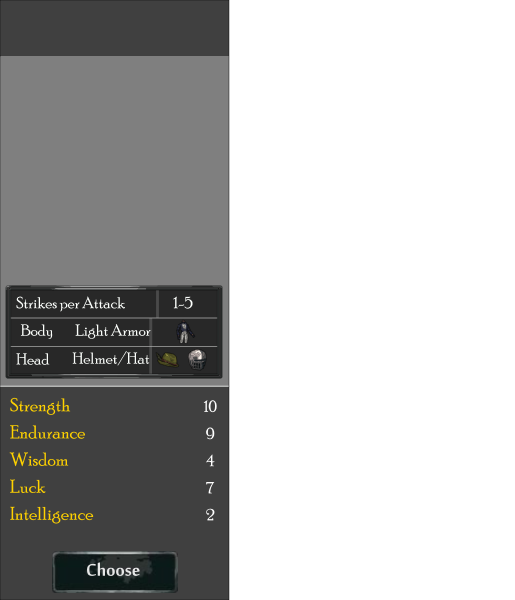 Strikes per Attack 1-5
Body Light Armor
Head Helmet/Hat
Strength 10
Endurance 9
Wisdom 4
Luck 7
Intelligence 2
Choose